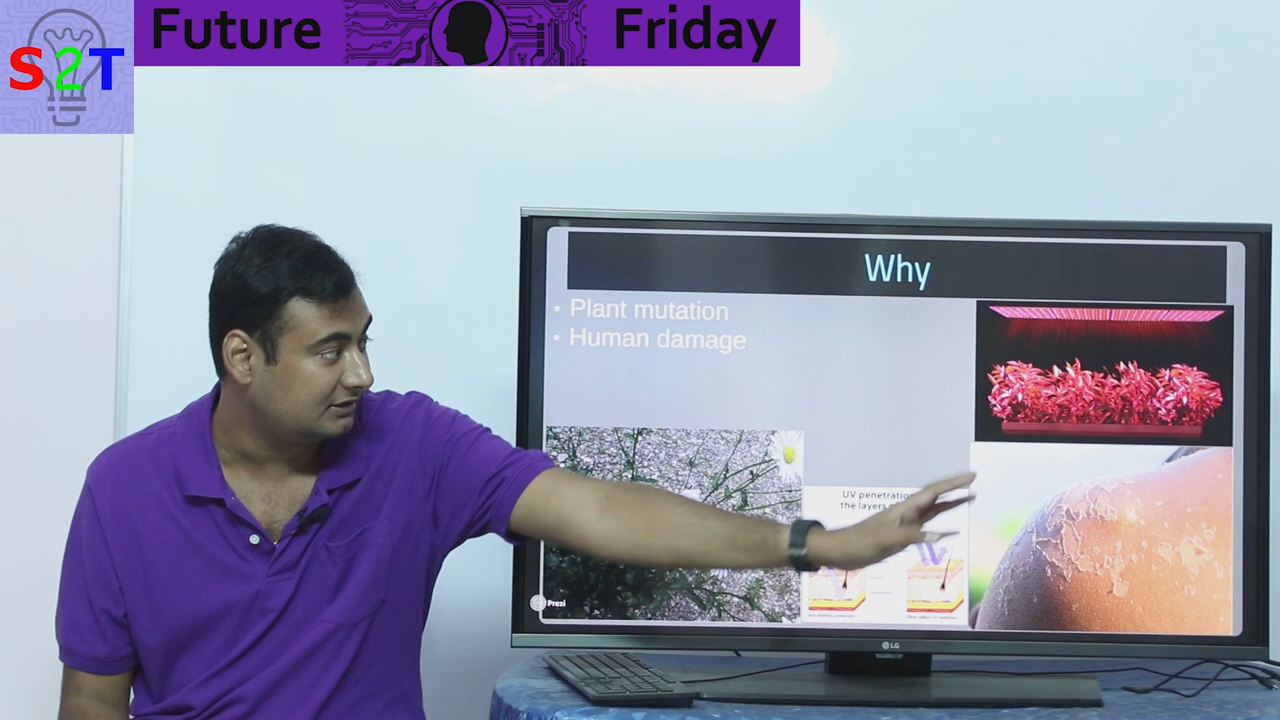 Future Friday
S2T
Why
• Plant mutation
• Human damage
UV penetration
the layers
Prezi
LG